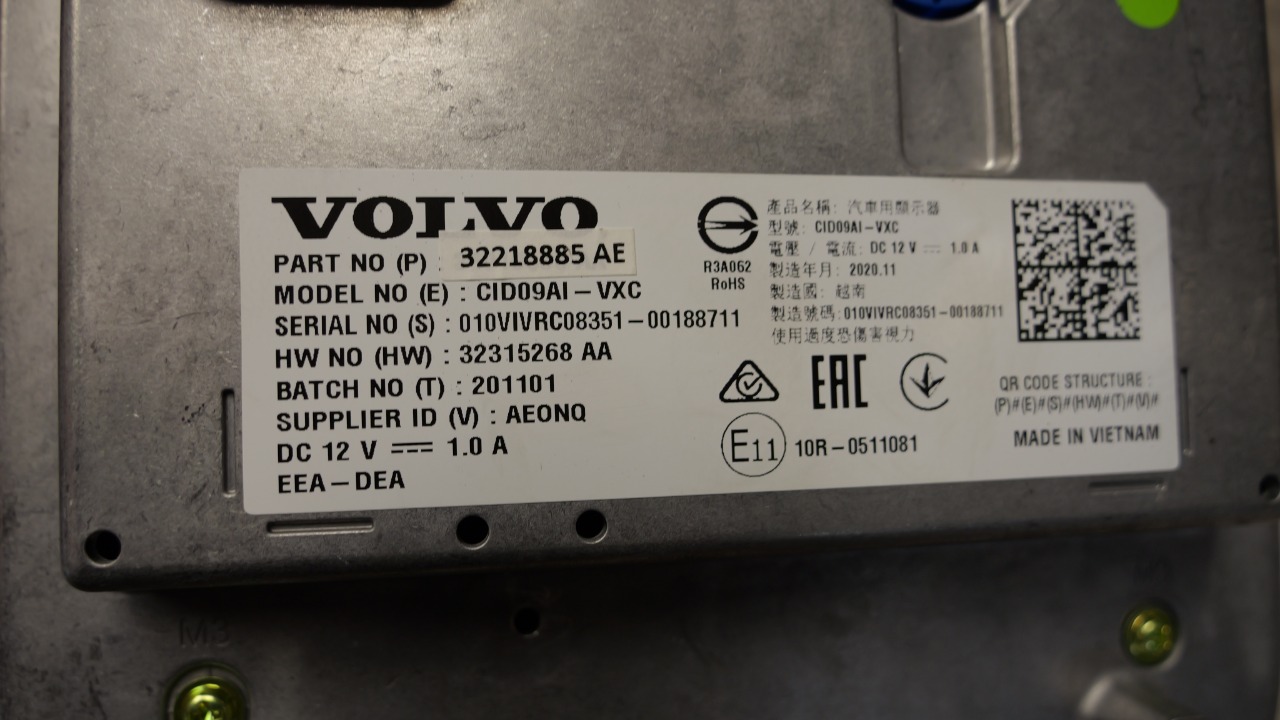 VOLVO
PART NO (P) : 32218885 AE
MODEL NO (E) : CID09AI-VXC
SERIAL NO (S) : 010VIVRC08351-00188711
HW NO (HW) : 32315268 AA
BATCH NO (T) : 201101
SUPPLIER ID (V) : AEONQ
DC 12 V ⎓ 1.0 A
EEA-DEA
R3A062
RoHS
產品名稱: 汽車用顯示器
型號: CID09AI-VXC
電壓 / 電流: DC 12 V ⎓ 1.0 A
製造年月: 2020.11
製造國: 越南
製造號碼:010VIVRC08351-00188711
使用過度恐傷害視力
EAC
E11 10R-0511081
QR CODE STRUCTURE :
(P)#(E)#(S)#(HW)#(T)#(V)#
MADE IN VIETNAM
M3